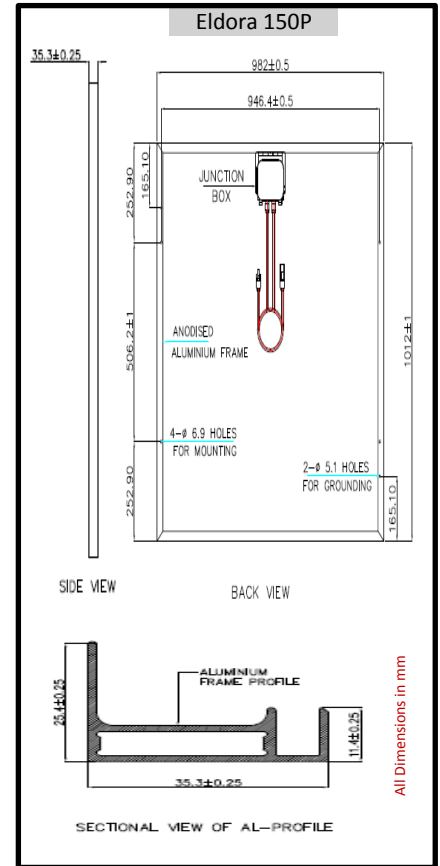 Eldora 150P
35.3±0.25
982±0.5
946.4±0.5
252.90
165.10
JUNCTION
BOX
506.2±1
1012±1
ANODISED
ALUMINIUM FRAME
4-ø 6.9 HOLES
FOR MOUNTING
2-ø 5.1 HOLES
FOR GROUNDING
252.90
165.10
SIDE VIEW
BACK VIEW
ALUMINIUM
FRAME PROFILE
25.4±0.25
11.4±0.25
35.3±0.25
All Dimensions in mm
SECTIONAL VIEW OF AL-PROFILE